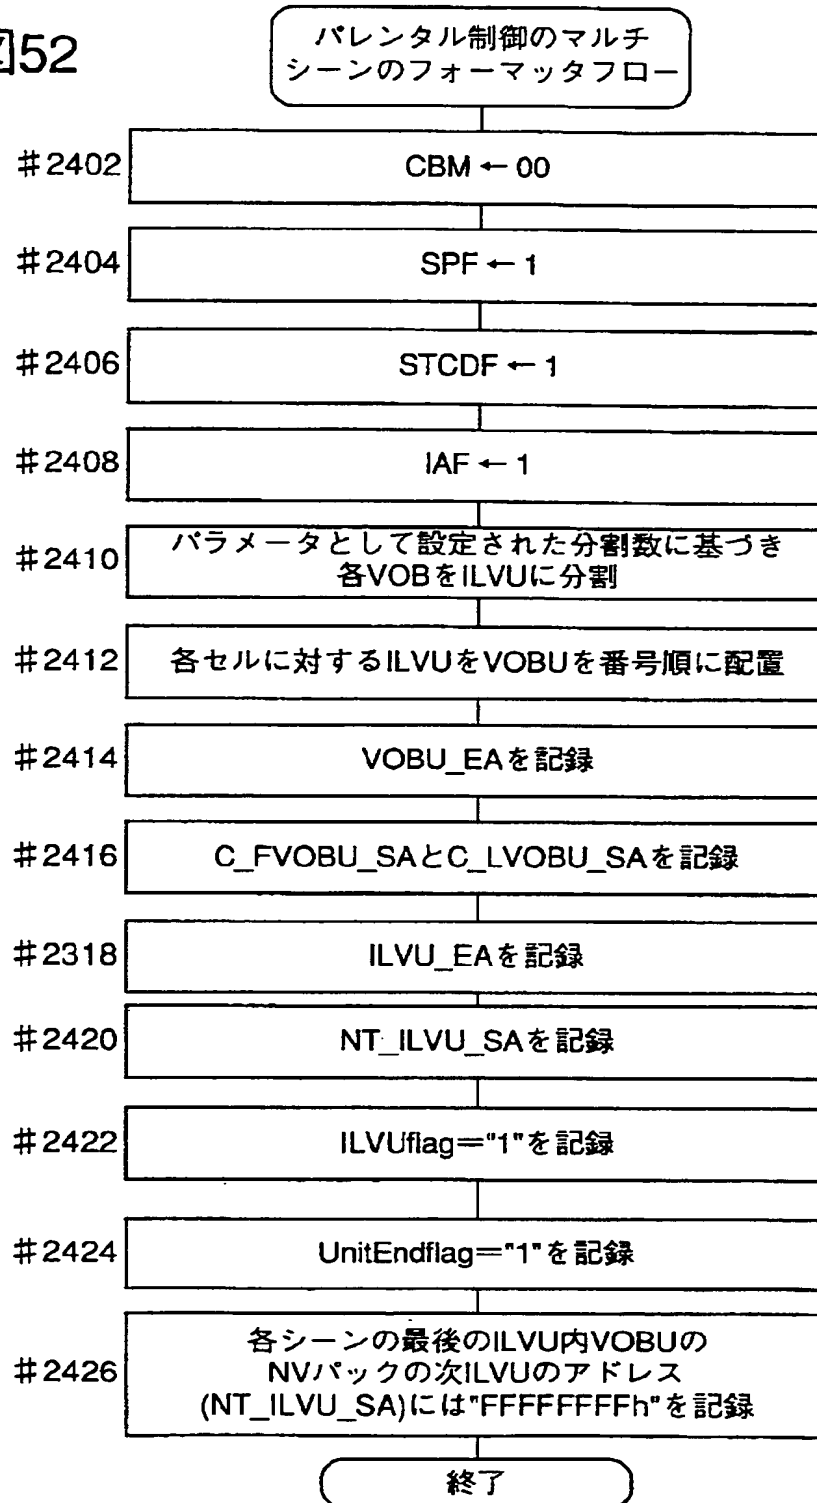 図52
パレンタル制御のマルチ
シーンのフォーマッタフロー
#2402
CBM ← 00
#2404
SPF ← 1
#2406
STCDF ← 1
#2408
IAF ← 1
#2410
パラメータとして設定された分割数に基づき
各VOBをILVUに分割
#2412
各セルに対するILVUをVOBUを番号順に配置
#2414
VOBU_EAを記録
#2416
C_FVOBU_SAとC_LVOBU_SAを記録
#2318
ILVU_EAを記録
#2420
NT_ILVU_SAを記録
#2422
ILVUflag="1"を記録
#2424
UnitEndflag="1"を記録
#2426
各シーンの最後のILVU内VOBUの
NVパックの次ILVUのアドレス
(NT_ILVU_SA)には"FFFFFFFFh"を記録
終了